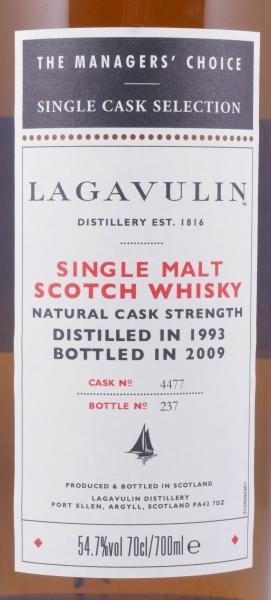 THE MANAGERS' CHOICE
SINGLE CASK SELECTION
LAGAVULIN™
DISTILLERY EST. 1816
SINGLE MALT
SCOTCH WHISKY
NATURAL CASK STRENGTH
DISTILLED IN 1993
BOTTLED IN 2009
CASK Nº 4477
BOTTLE Nº 237
PRODUCED & BOTTLED IN SCOTLAND
LAGAVULIN DISTILLERY
PORT ELLEN, ARGYLL, SCOTLAND PA42 7DZ
54.7%vol 70cl/700ml e